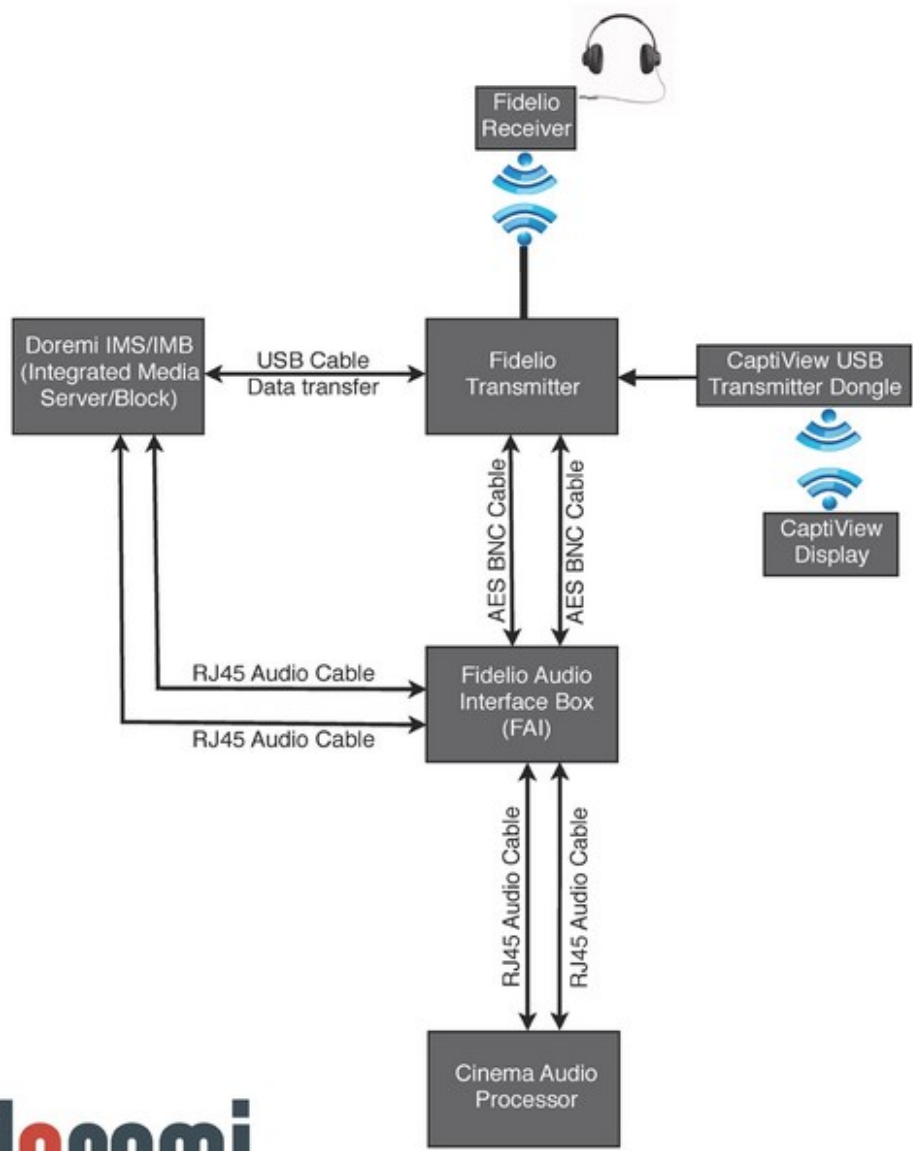 Fidelio
Receiver
Doremi IMS/IMB
(Integrated Media
Server/Block)
USB Cable
Data transfer
Fidelio
Transmitter
CaptiView USB
Transmitter Dongle
CaptiView
Display
AES BNC Cable
AES BNC Cable
RJ45 Audio Cable
RJ45 Audio Cable
Fidelio Audio
Interface Box
(FAI)
RJ45 Audio Cable
RJ45 Audio Cable
Cinema Audio
Processor